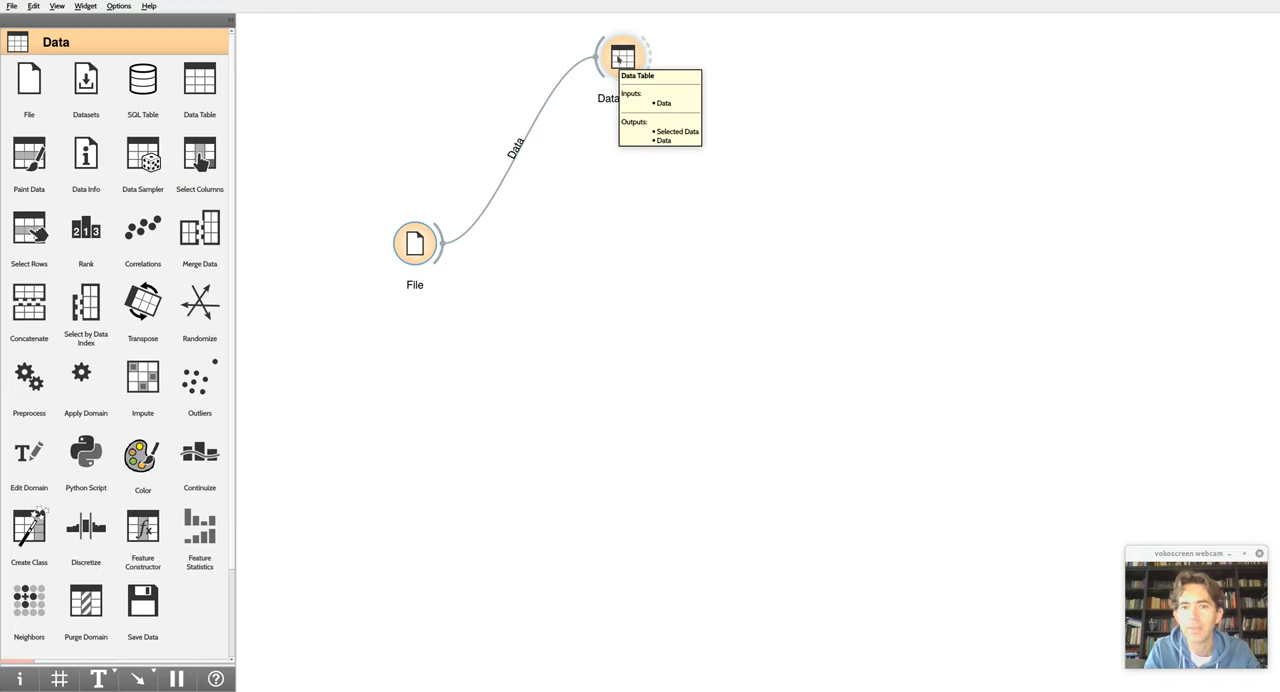 File Edit View Widget Options Help
Data
File Datasets SQL Table Data Table
Paint Data Data Info Data Sampler Select Columns
Select Rows Rank Correlations Merge Data
Concatenate Select by Data Index Transpose Randomize
Preprocess Apply Domain Impute Outliers
Edit Domain Python Script Color Continuize
Create Class Discretize Feature Constructor Feature Statistics
Neighbors Purge Domain Save Data
Data
Data Table
Inputs:
• Data
Outputs:
• Selected Data
• Data
Data
File
vokoscreen webcam